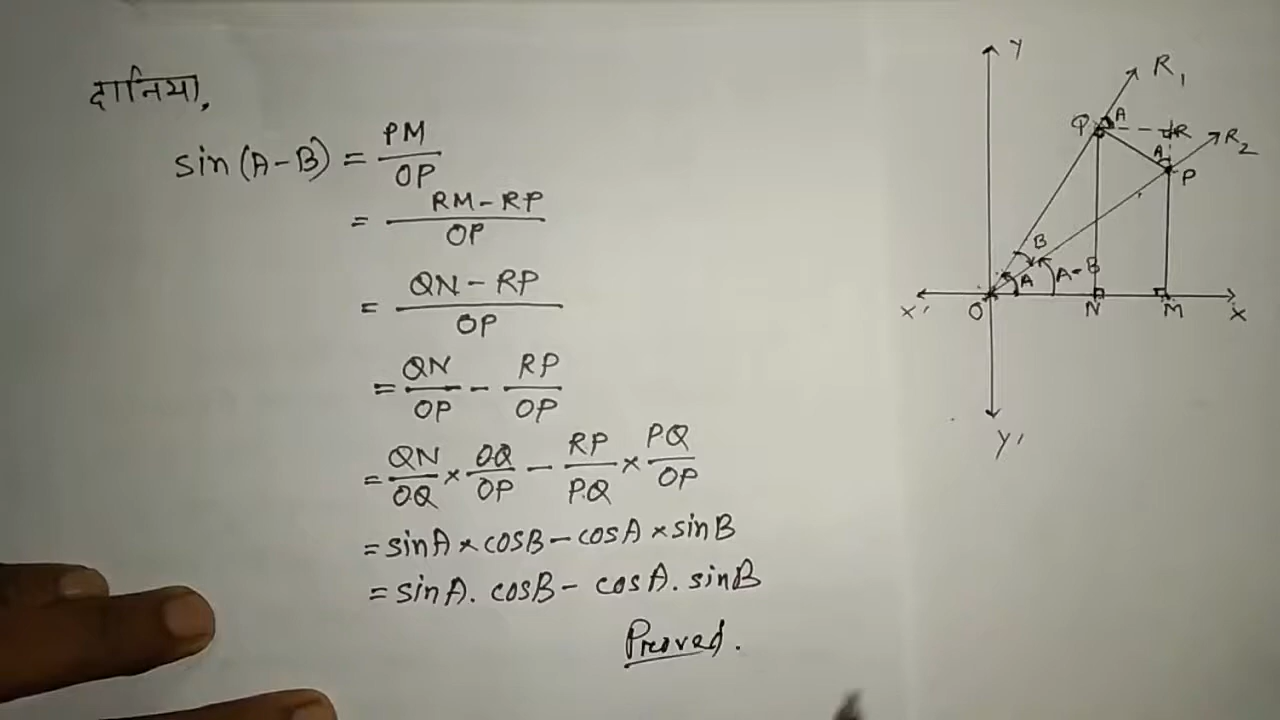 दानिया,
sin(A-B) = PM/OP
= RM-RP/OP
= QN-RP/OP
= QN/OP - RP/OP
= QN/OQ × OQ/OP - RP/PQ × PQ/OP
= sinA × cosB - cosA × sinB
= sinA. cosB - cosA. sinB
Proved.
Y
R1
Q A R R2
A
P
B
A A-B
X' O N M X
Y'